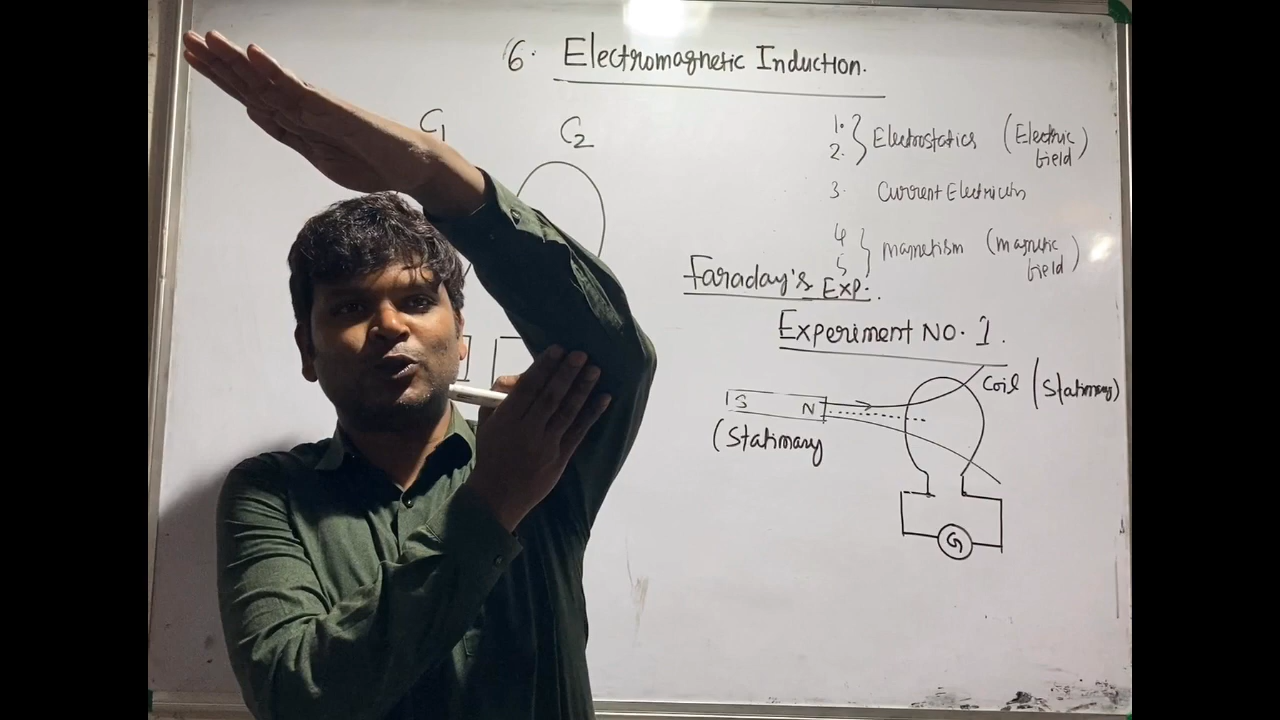 6. Electromagnetic Induction.
C1
C2
1.
2.
Electrostatics (Electric
field)
3. Current Electricity
4
5
Magnetism (Magnetic
field)
Faraday's Exp:
Experiment No. 1.
Coil (Stationary)
S N
(Stationary
G